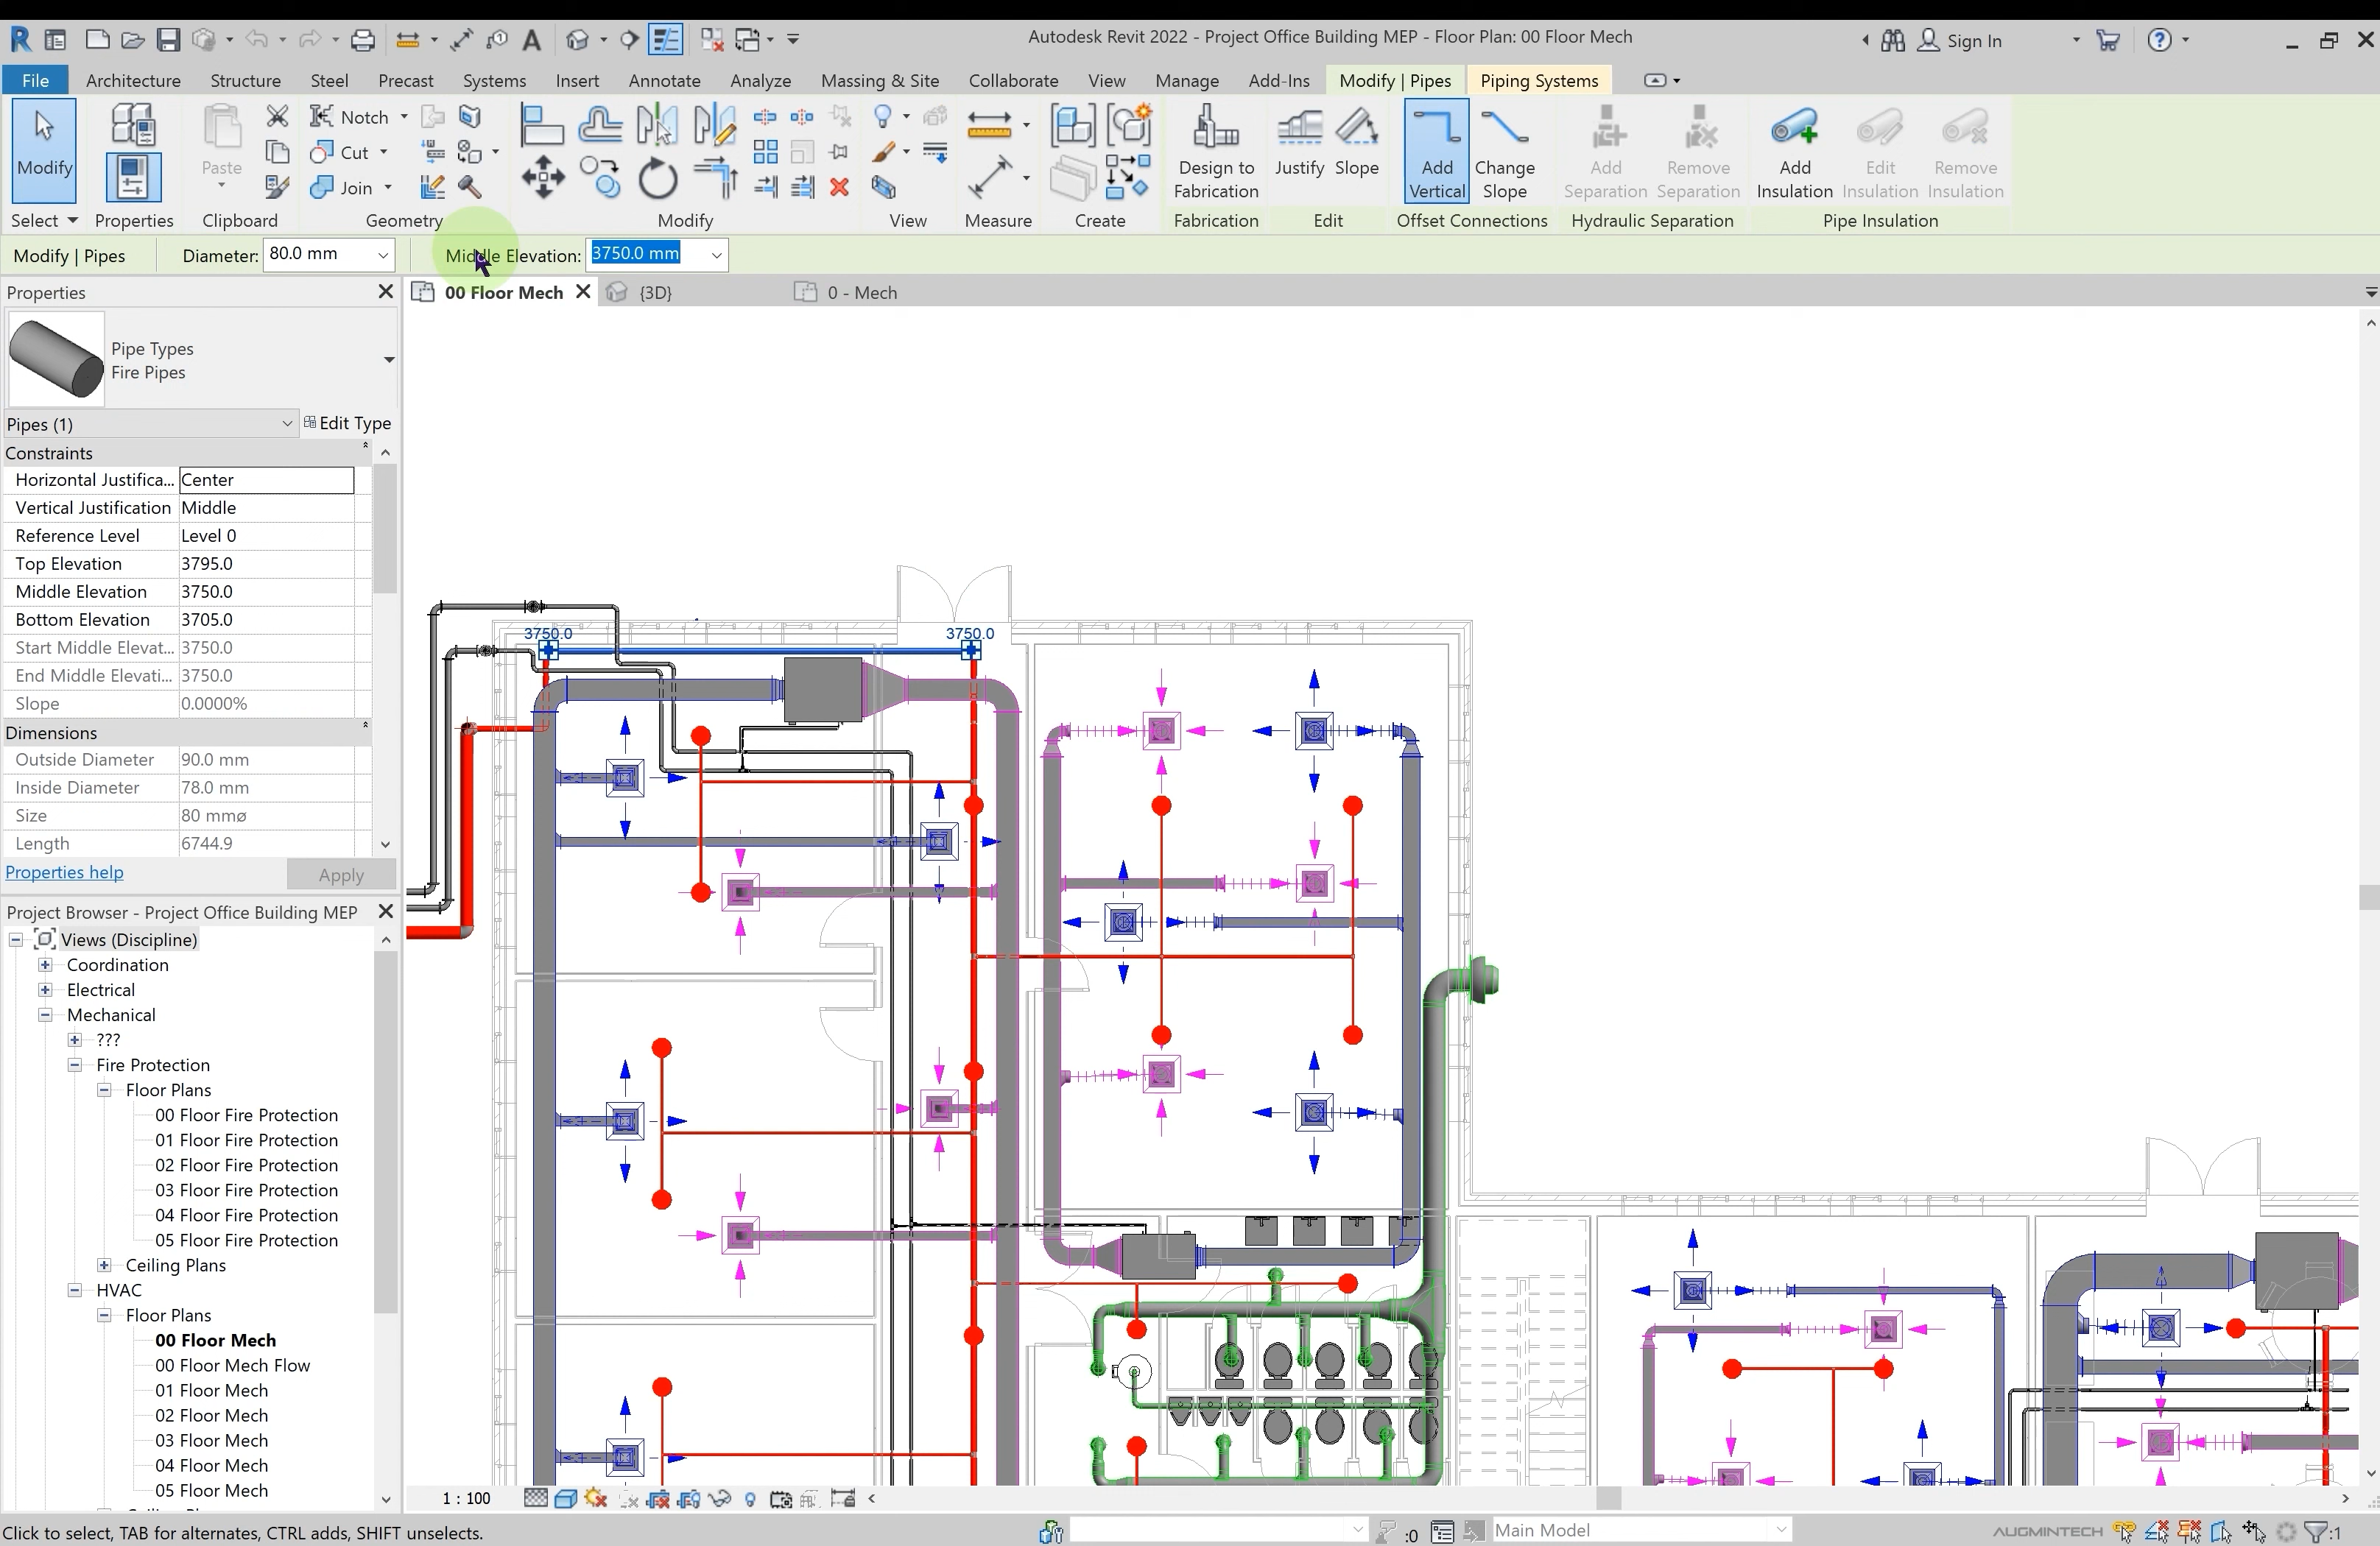 Autodesk Revit 2022 - Project Office Building MEP - Floor Plan: 00 Floor Mech
Sign In
File Architecture Structure Steel Precast Systems Insert Annotate Analyze Massing & Site Collaborate View Manage Add-Ins Modify | Pipes Piping Systems
Modify
Paste
Notch
Cut
Join
Design to
Fabrication
Justify
Slope
Add
Vertical
Change
Slope
Add
Separation
Remove
Separation
Add
Insulation
Edit
Insulation
Remove
Insulation
Select Properties Clipboard Geometry Modify View Measure Create Fabrication Edit Offset Connections Hydraulic Separation Pipe Insulation
Modify | Pipes Diameter: 80.0 mm Middle Elevation: 3750.0 mm
Properties
00 Floor Mech {3D} 0 - Mech
Pipe Types
Fire Pipes
Pipes (1) Edit Type
Constraints
Horizontal Justifica... Center
Vertical Justification Middle
Reference Level Level 0
Top Elevation 3795.0
Middle Elevation 3750.0
Bottom Elevation 3705.0
Start Middle Elevat... 3750.0
End Middle Elevati... 3750.0
Slope 0.0000%
Dimensions
Outside Diameter 90.0 mm
Inside Diameter 78.0 mm
Size 80 mmø
Length 6744.9
Properties help Apply
3750.0 3750.0
Project Browser - Project Office Building MEP
Views (Discipline)
Coordination
Electrical
Mechanical
???
Fire Protection
Floor Plans
00 Floor Fire Protection
01 Floor Fire Protection
02 Floor Fire Protection
03 Floor Fire Protection
04 Floor Fire Protection
05 Floor Fire Protection
Ceiling Plans
HVAC
Floor Plans
00 Floor Mech
00 Floor Mech Flow
01 Floor Mech
02 Floor Mech
03 Floor Mech
04 Floor Mech
05 Floor Mech
1 : 100
Click to select, TAB for alternates, CTRL adds, SHIFT unselects.
:0
Main Model
AUGMINTECH
:1